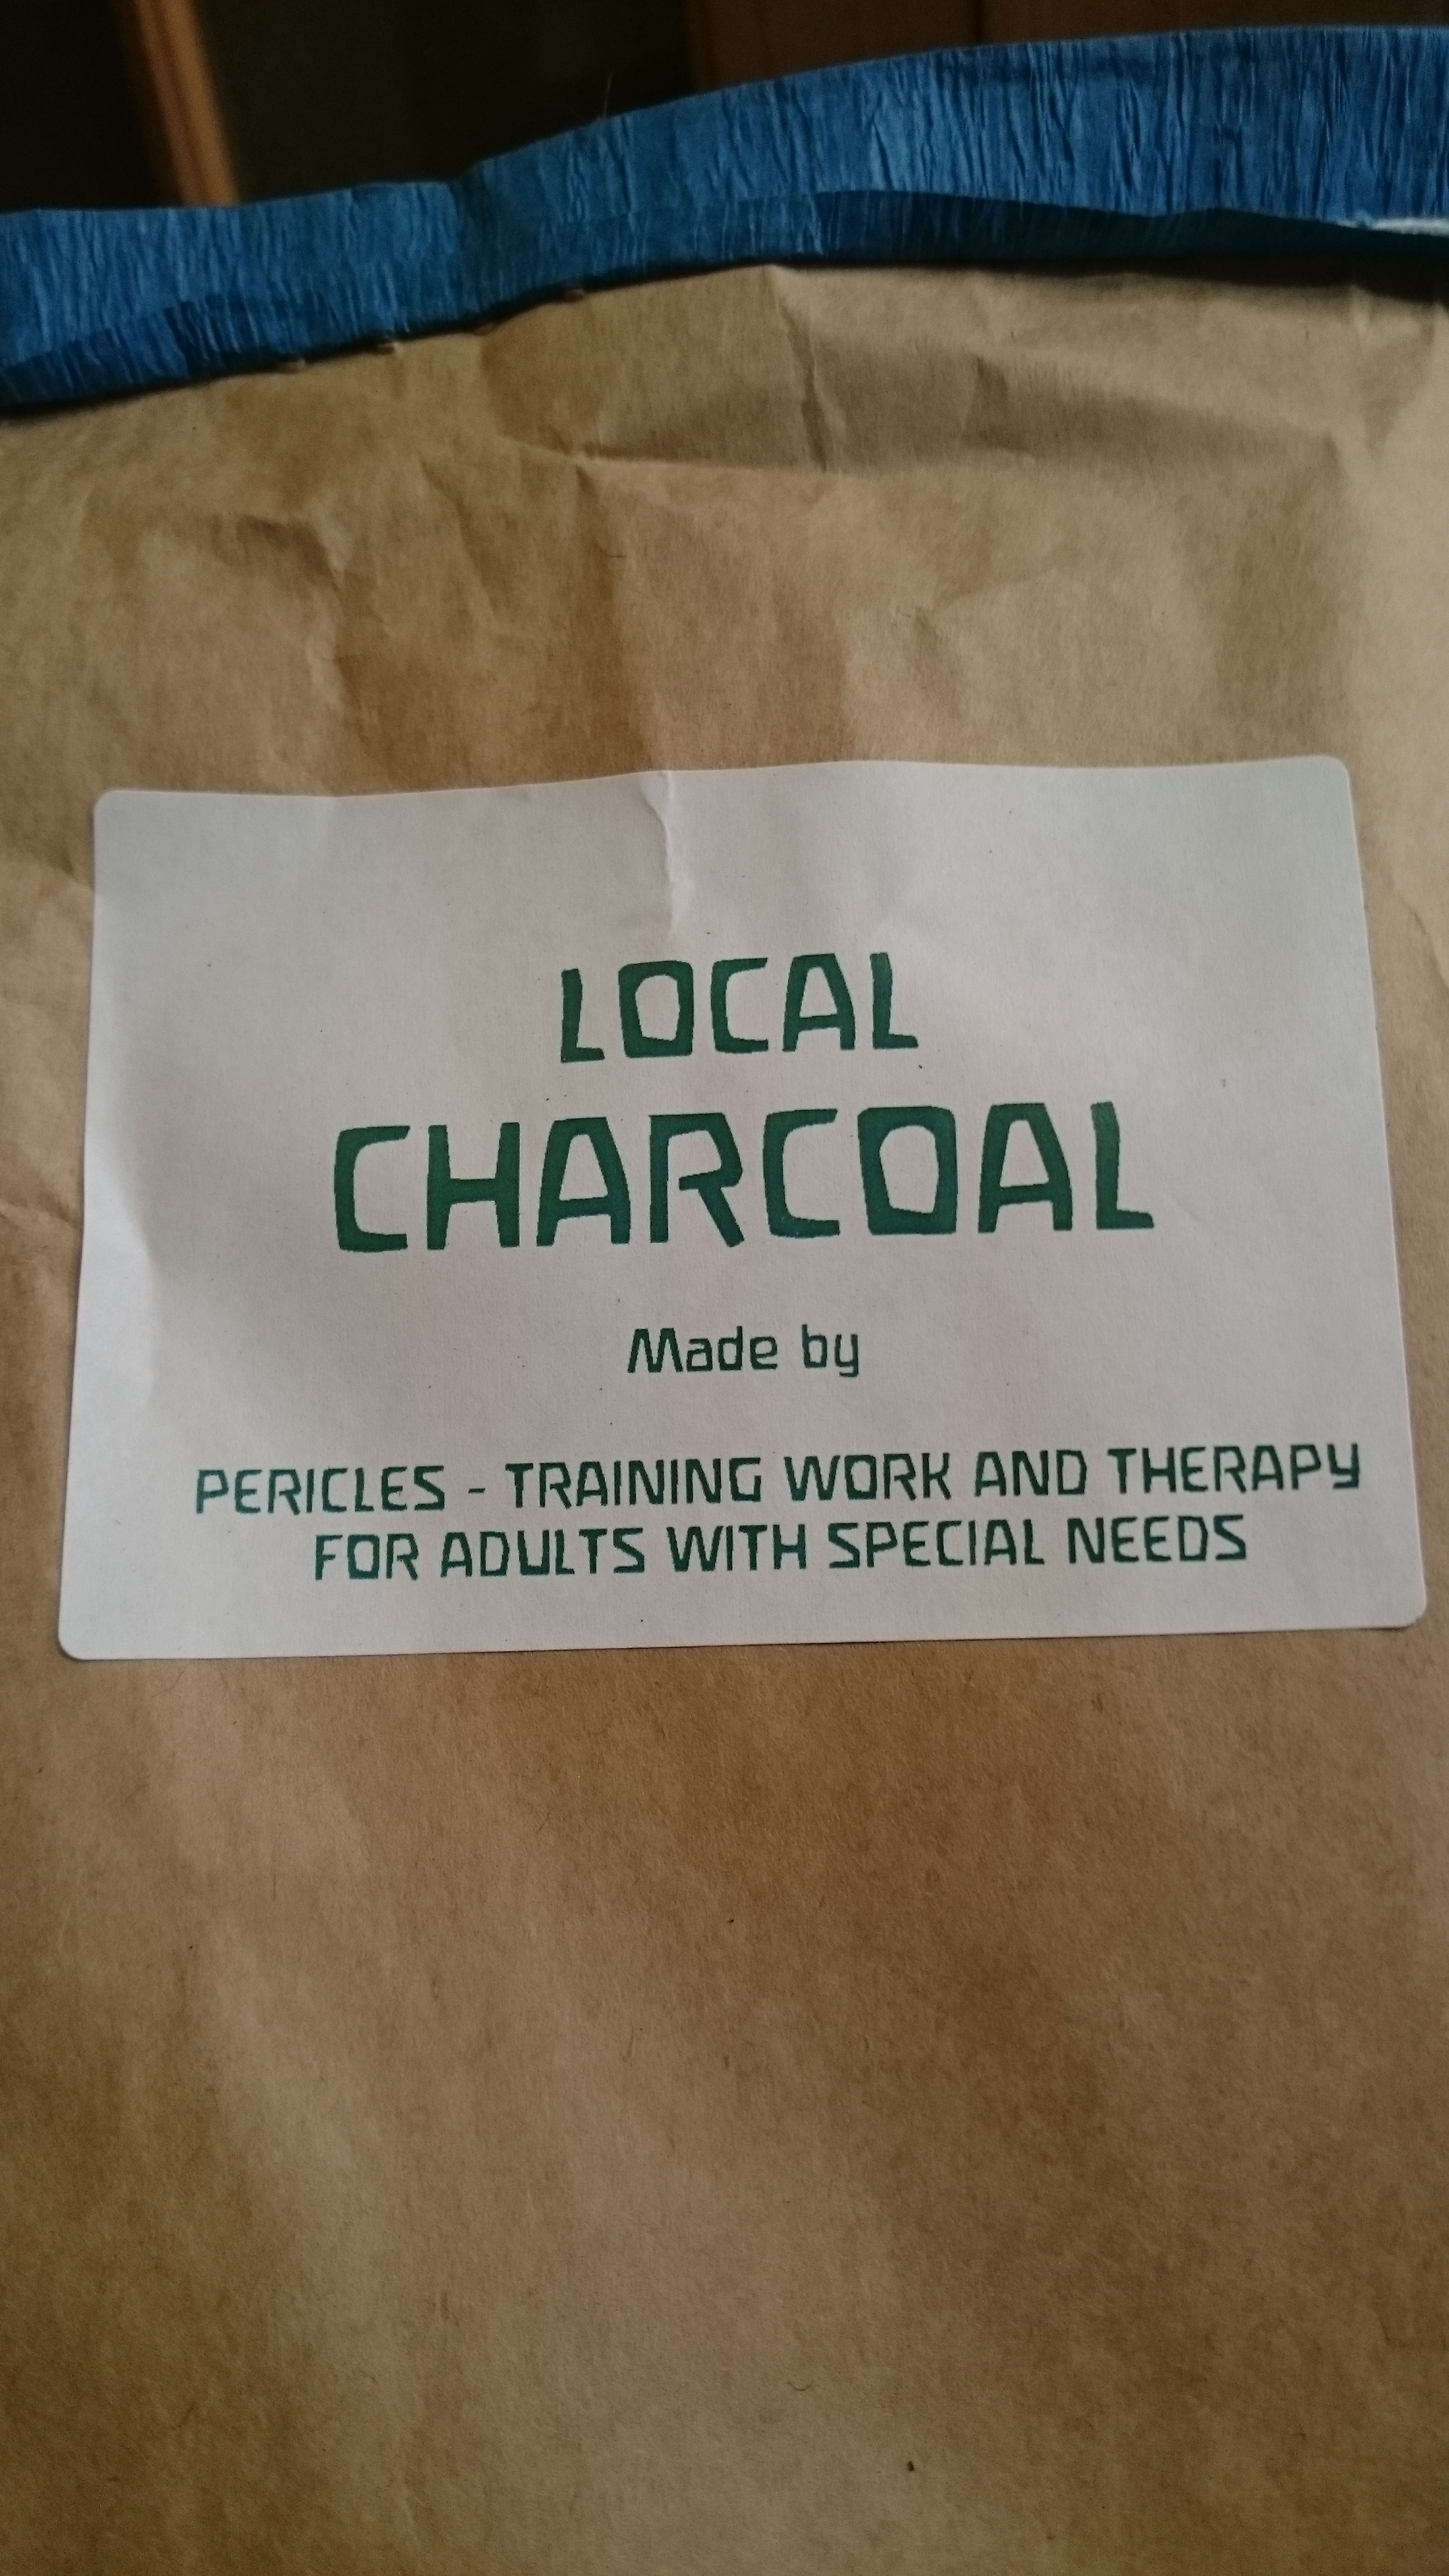 LOCAL
CHARCOAL
Made by
PERICLES - TRAINING WORK AND THERAPY
FOR ADULTS WITH SPECIAL NEEDS